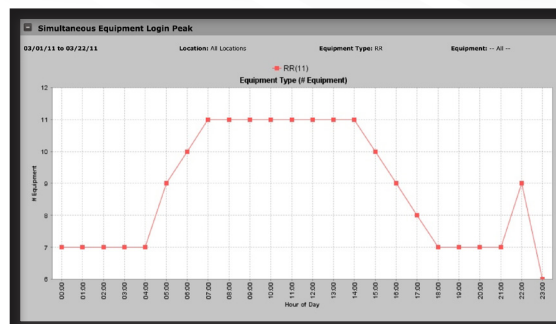 Simultaneous Equipment Login Peak
03/01/11 to 03/22/11 Location: All Locations Equipment Type: RR Equipment: -- All --
RR(11)
Equipment Type (# Equipment)
12
11
10
9
8
7
6
# Equipment
00:00 01:00 02:00 03:00 04:00 05:00 06:00 07:00 08:00 09:00 10:00 11:00 12:00 13:00 14:00 15:00 16:00 17:00 18:00 19:00 20:00 21:00 22:00 23:00
Hour of Day